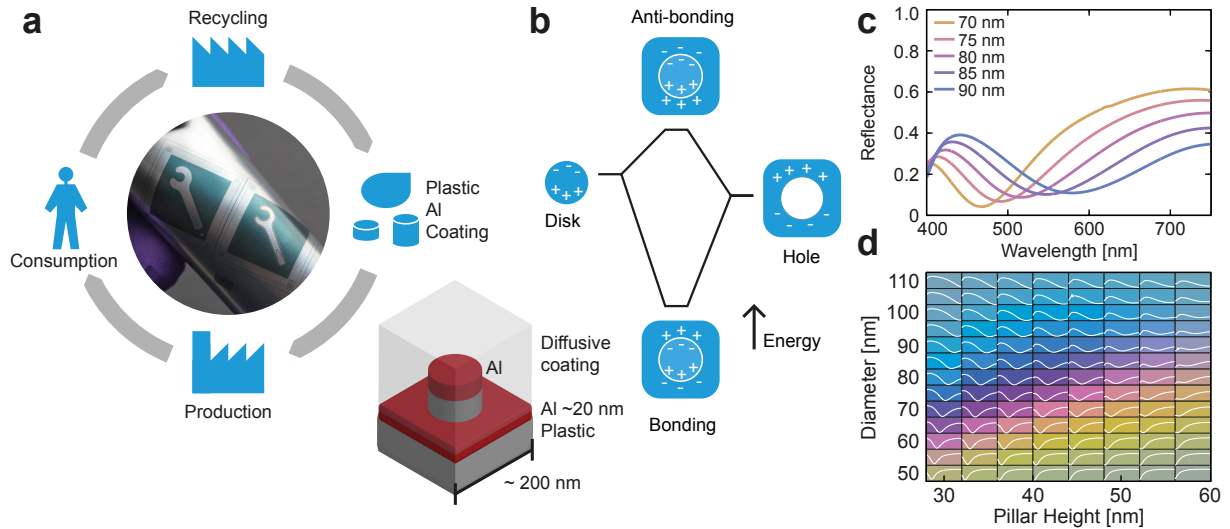 a
Recycling
Plastic
Al
Coating
Consumption
Production
Diffusive
coating
Al
Al ~20 nm
Plastic
~ 200 nm
b
Anti-bonding
Disk
Hole
Energy
Bonding
c
1.0
0.8
0.6
0.4
0.2
0
Reflectance
70 nm
75 nm
80 nm
85 nm
90 nm
400
500
600
700
Wavelength [nm]
d
110
100
90
80
70
60
50
Diameter [nm]
30
40
50
60
Pillar Height [nm]